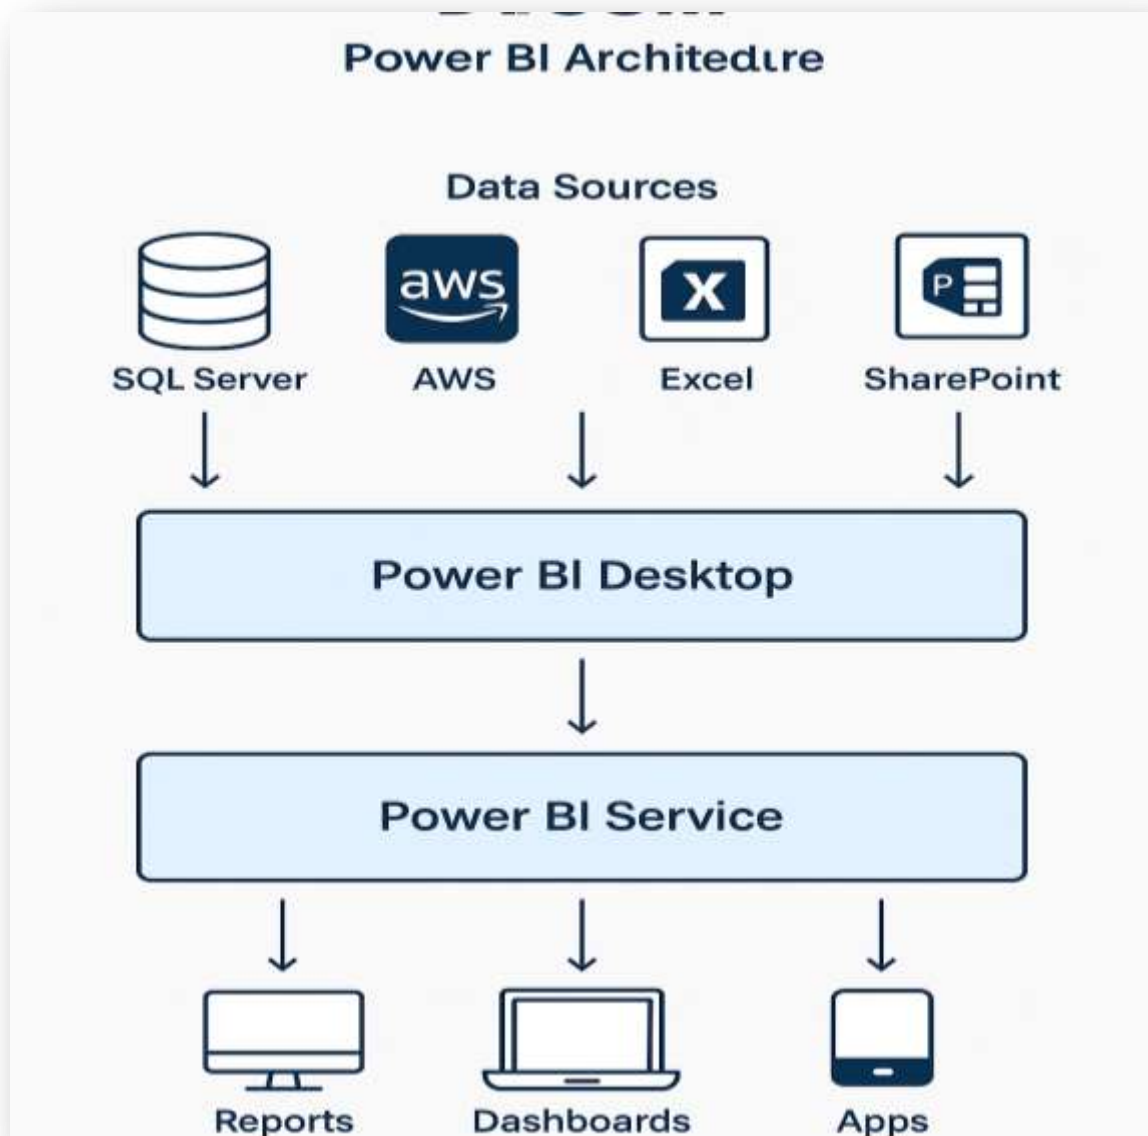 Power BI Architedure
Data Sources
aws
X
P
SQL Server
AWS
Excel
SharePoint
Power BI Desktop
Power BI Service
Reports
Dashboards
Apps